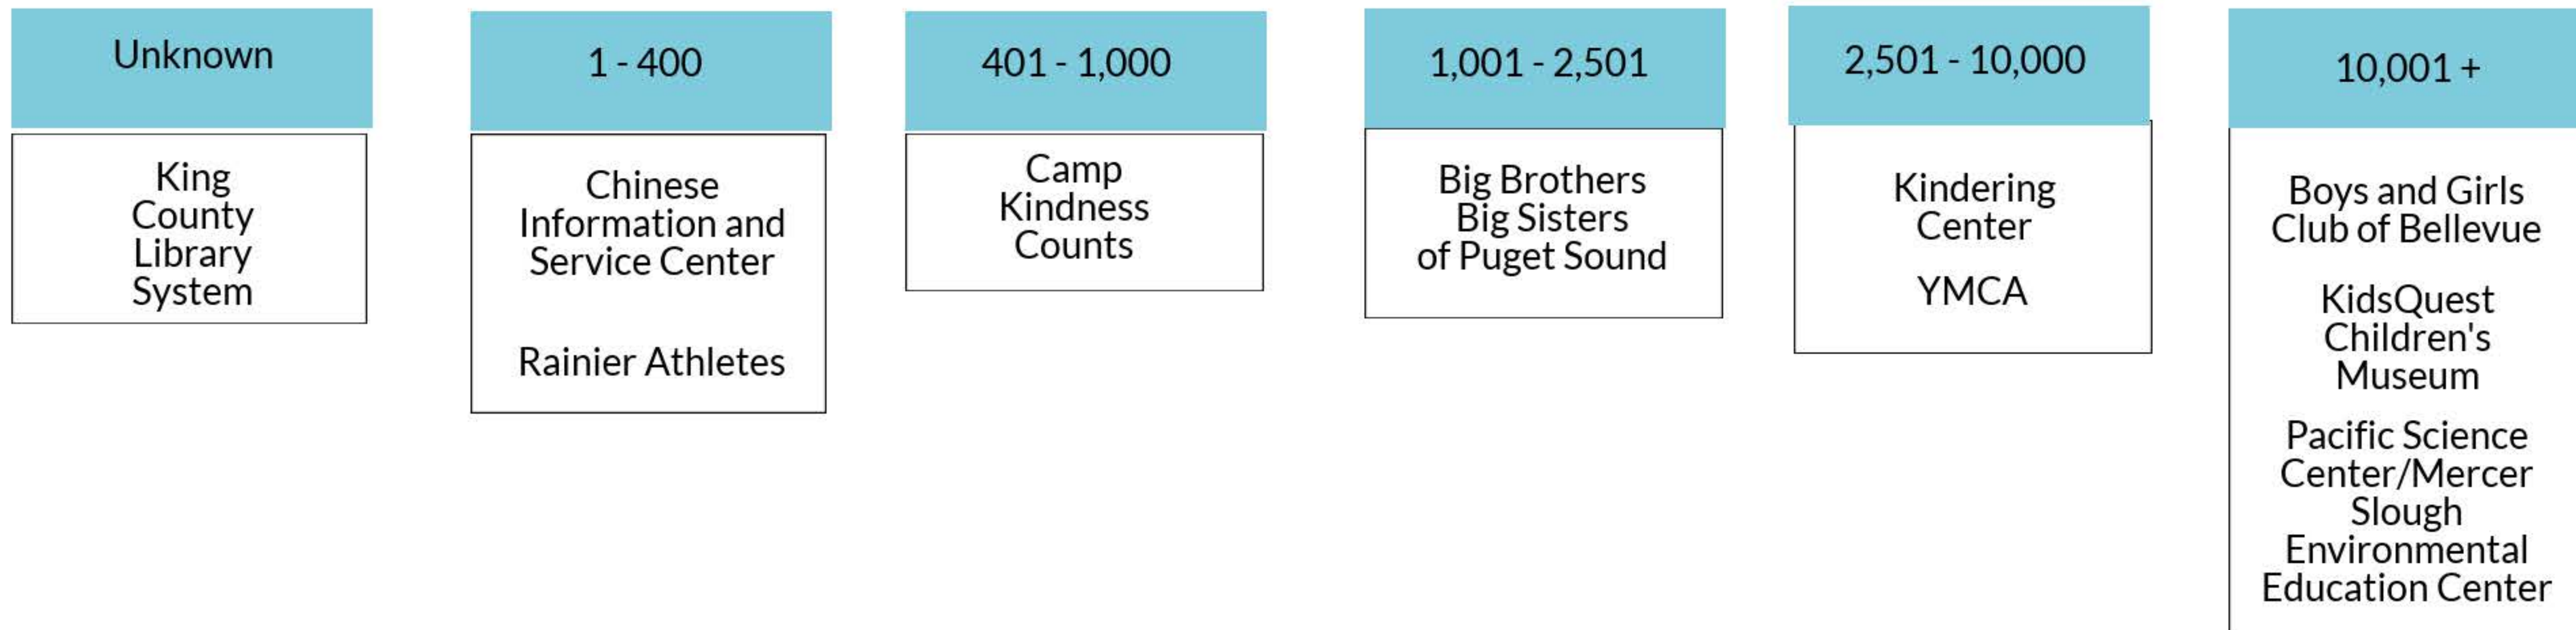 Unknown
King
County
Library
System
1 - 400
Chinese
Information and
Service Center
Rainier Athletes
401 - 1,000
Camp
Kindness
Counts
1,001 - 2,501
Big Brothers
Big Sisters
of Puget Sound
2,501 - 10,000
Kindering
Center
YMCA
10,001 +
Boys and Girls
Club of Bellevue
KidsQuest
Children's
Museum
Pacific Science
Center/Mercer
Slough
Environmental
Education Center